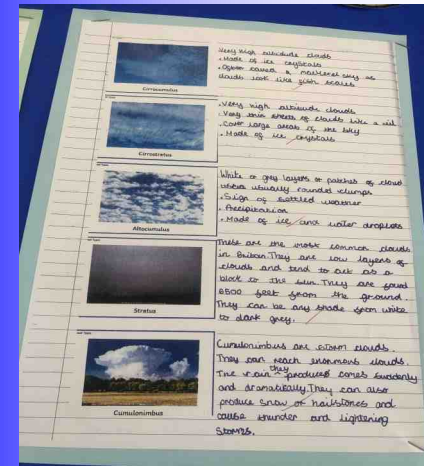 Very high altitude clouds
• Made of ice crystals
• Often causes a mackerel sky as
clouds look like fish scales
Cirrocumulus
• Very high altitude clouds
• Very thin sheets of clouds like a veil
• Cover large areas of the sky
• Made of ice crystals
Cirrostratus
White or grey layers or patches of cloud
usually rounded clumps
• Sign of settled weather
• Precipitation
• Made of ice and water droplets
Altocumulus
These are the most common clouds
in Britain. They are low layers of
clouds and tend to act as a
block to the sun. They are found
6500 feet from the ground.
They can be any shade from white
to dark grey.
Stratus
Cumulonimbus are storm clouds.
They can reach enormous clouds.
The rain they produces comes suddenly
and dramatically. They can also
produce snow or hailstones and
cause thunder and lightening
storms.
Cumulonimbus